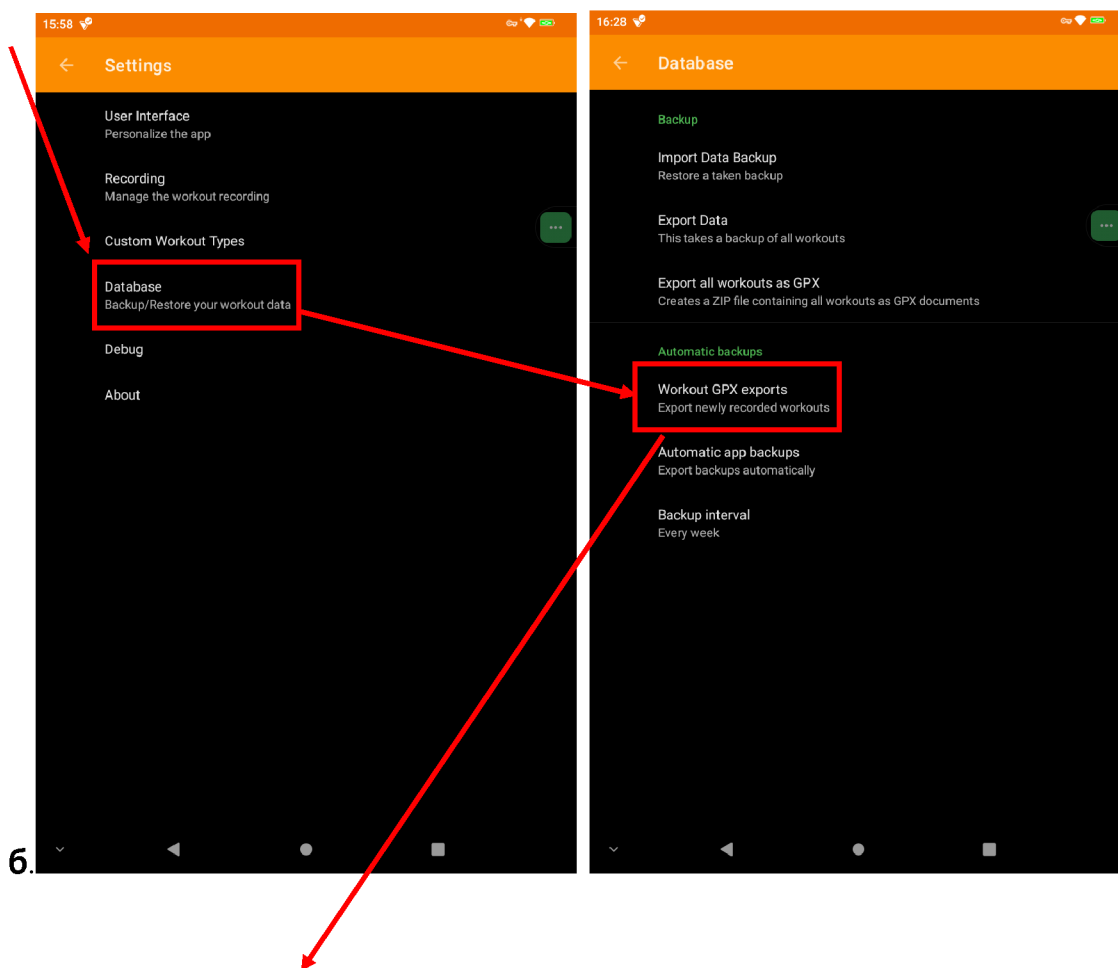 15:58
Settings
User Interface
Personalize the app
Recording
Manage the workout recording
Custom Workout Types
Database
Backup/Restore your workout data
Debug
About
16:28
Database
Backup
Import Data Backup
Restore a taken backup
Export Data
This takes a backup of all workouts
Export all workouts as GPX
Creates a ZIP file containing all workouts as GPX documents
Automatic backups
Workout GPX exports
Export newly recorded workouts
Automatic app backups
Export backups automatically
Backup interval
Every week
б.